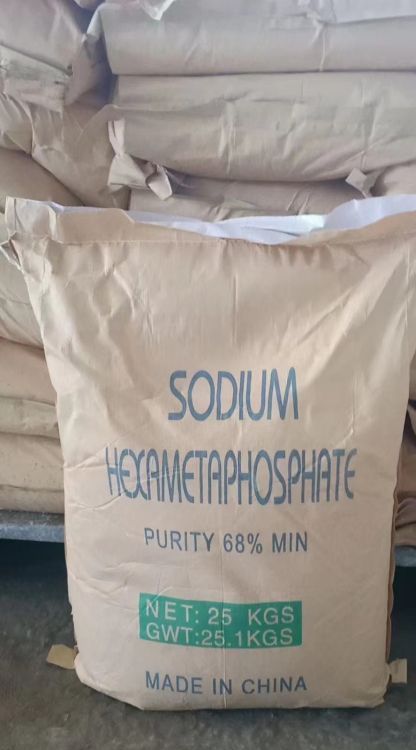 SODIUM
HEXAMETAPHOSPHATE
PURITY 68% MIN
NET: 25 KGS
GWT:25.1KGS
MADE IN CHINA